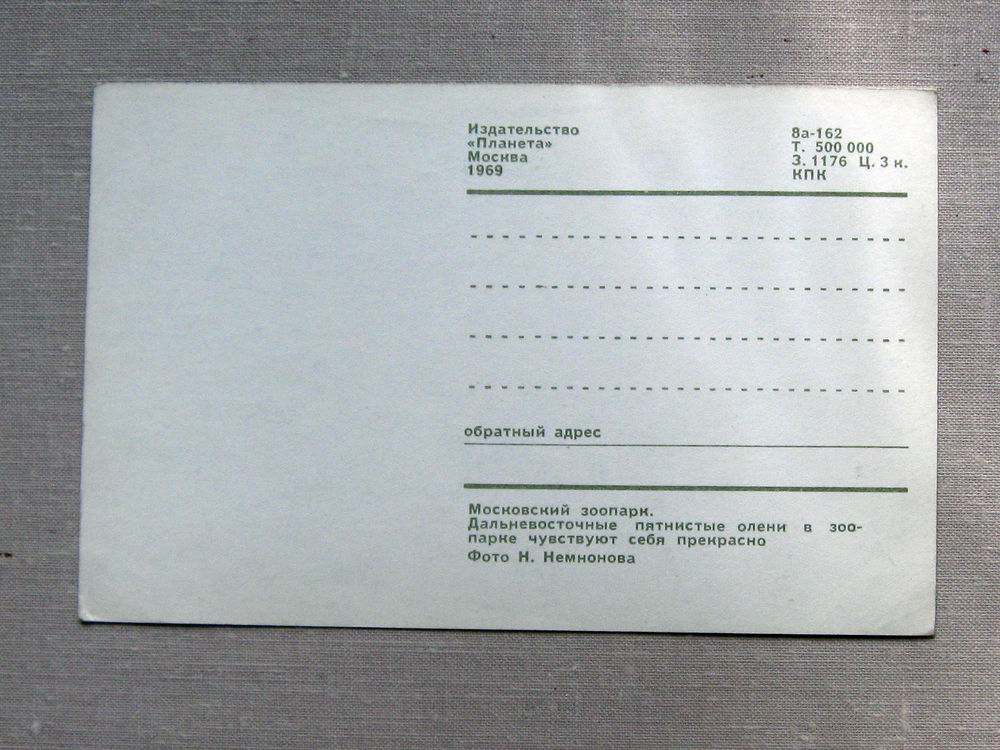 Издательство
«Планета»
Москва
1969
8а-162
Т. 500 000
З. 1176 Ц. 3 к.
КПК
обратный адрес
Московский зоопарк.
Дальневосточные пятнистые олени в зоо-
парке чувствуют себя прекрасно
Фото Н. Немнонова